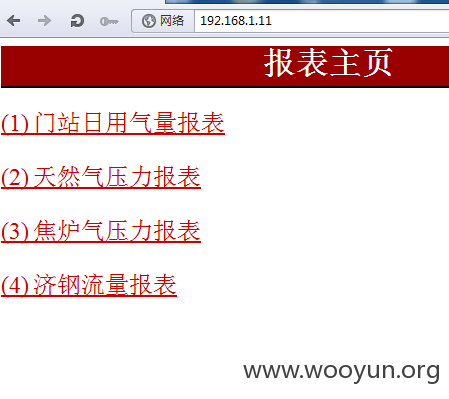 网络 192.168.1.11
报表主页
(1) 门站日用气量报表
(2) 天然气压力报表
(3) 焦炉气压力报表
(4) 济钢流量报表
www.wooyun.org